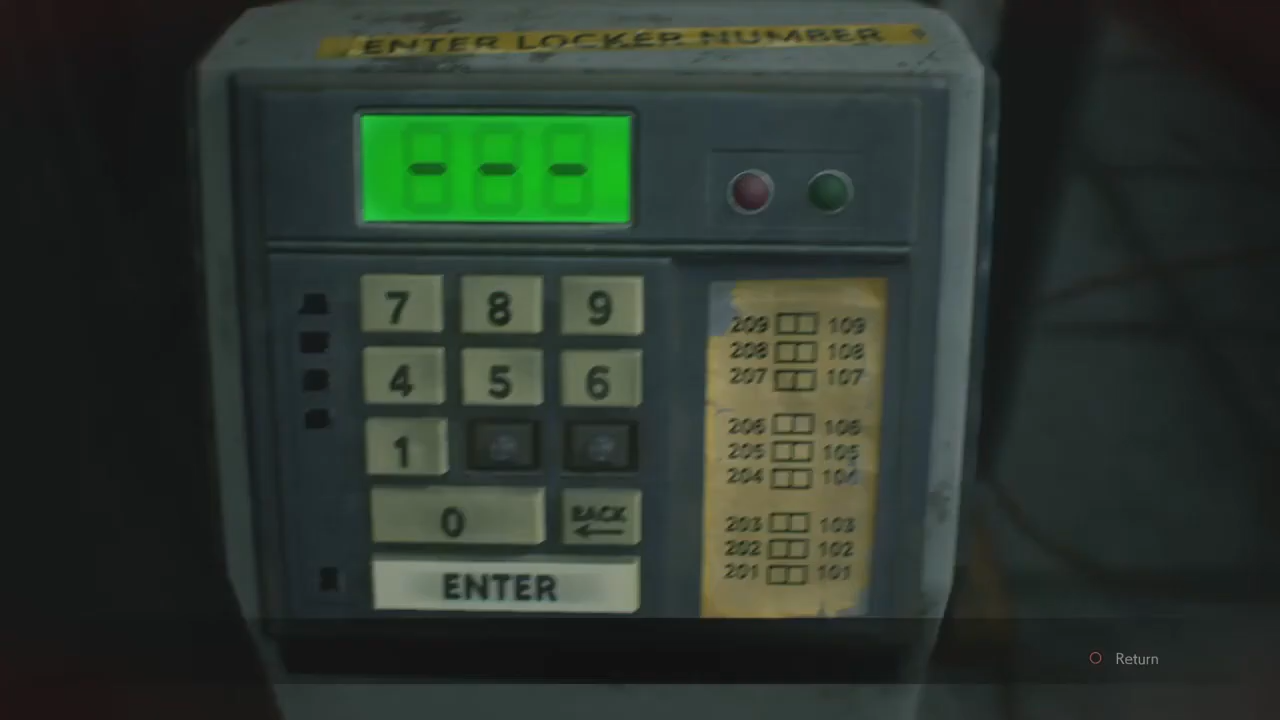 ENTER LOCKER NUMBER
- - -
7 8 9
4 5 6
1
0 BACK
ENTER
209 109
208 108
207 107
206 106
205 105
204 104
203 103
202 102
201 101
Return